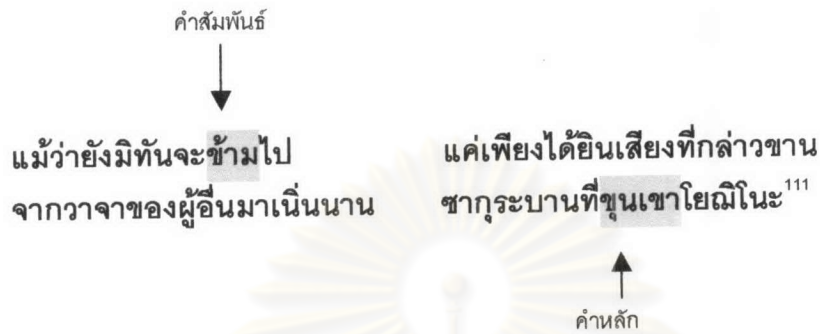 คำสัมพันธ์
แม้ว่ายังมิทันจะข้ามไป แค่เพียงได้ยินเสียงที่กล่าวขาน
จากวาจาของผู้อื่นมาเนิ่นนาน ซากุระบานที่ขุนเขาโยฌิโนะ111
คำหลัก